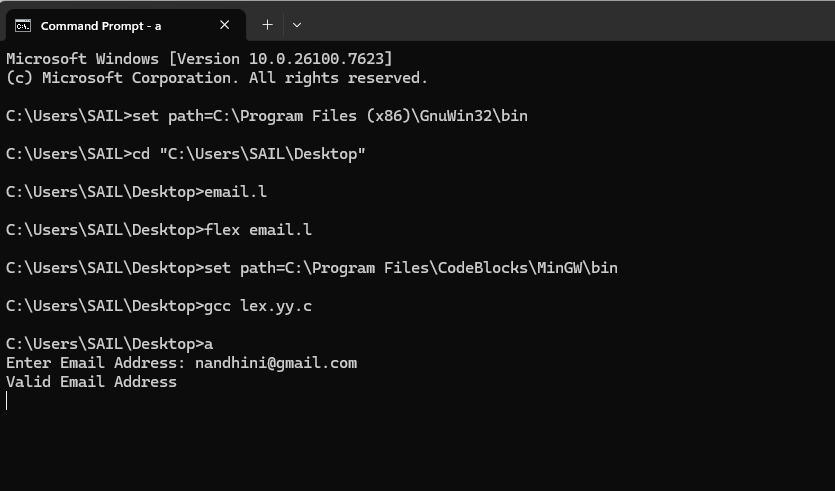 Command Prompt - a
Microsoft Windows [Version 10.0.26100.7623]
(c) Microsoft Corporation. All rights reserved.
C:\Users\SAIL>set path=C:\Program Files (x86)\GnuWin32\bin
C:\Users\SAIL>cd "C:\Users\SAIL\Desktop"
C:\Users\SAIL\Desktop>email.l
C:\Users\SAIL\Desktop>flex email.l
C:\Users\SAIL\Desktop>set path=C:\Program Files\CodeBlocks\MinGW\bin
C:\Users\SAIL\Desktop>gcc lex.yy.c
C:\Users\SAIL\Desktop>a
Enter Email Address: nandhini@gmail.com
Valid Email Address